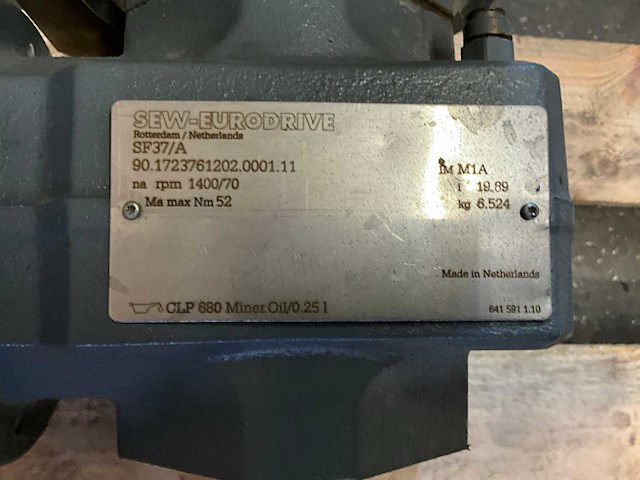 SEW-EURODRIVE
Rotterdam / Netherlands
SF37/A
90.1723761202.0001.11
IM M1A
na rpm 1400/70
i 19.89
Ma max Nm 52
kg 6.524
Made in Netherlands
CLP 680 Miner.Oil/0.25 l
641 591 1.10